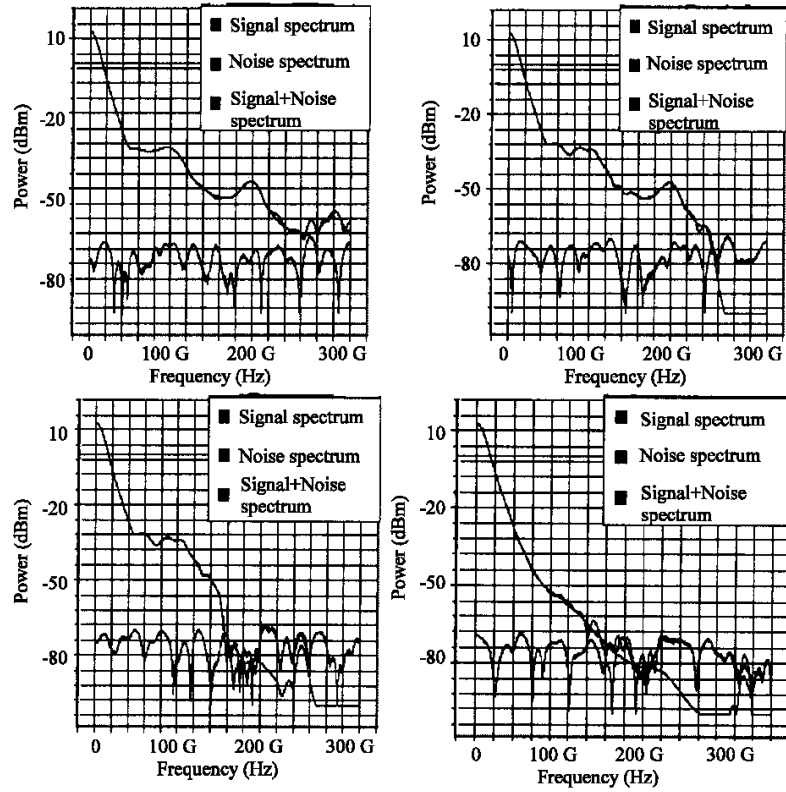 Signal spectrum
Noise spectrum
Signal+Noise
spectrum
10
-20
-50
-80
Power (dBm)
0 100 G 200 G 300 G
Frequency (Hz)
Signal spectrum
Noise spectrum
Signal+Noise
spectrum
10
-20
-50
-80
Power (dBm)
0 100 G 200 G 300 G
Frequency (Hz)
Signal spectrum
Noise spectrum
Signal+Noise
spectrum
10
-20
-50
-80
Power (dBm)
0 100 G 200 G 300 G
Frequency (Hz)
Signal spectrum
Noise spectrum
Signal+Noise
spectrum
10
-20
-50
-80
Power (dBm)
0 100 G 200 G 300 G
Frequency (Hz)